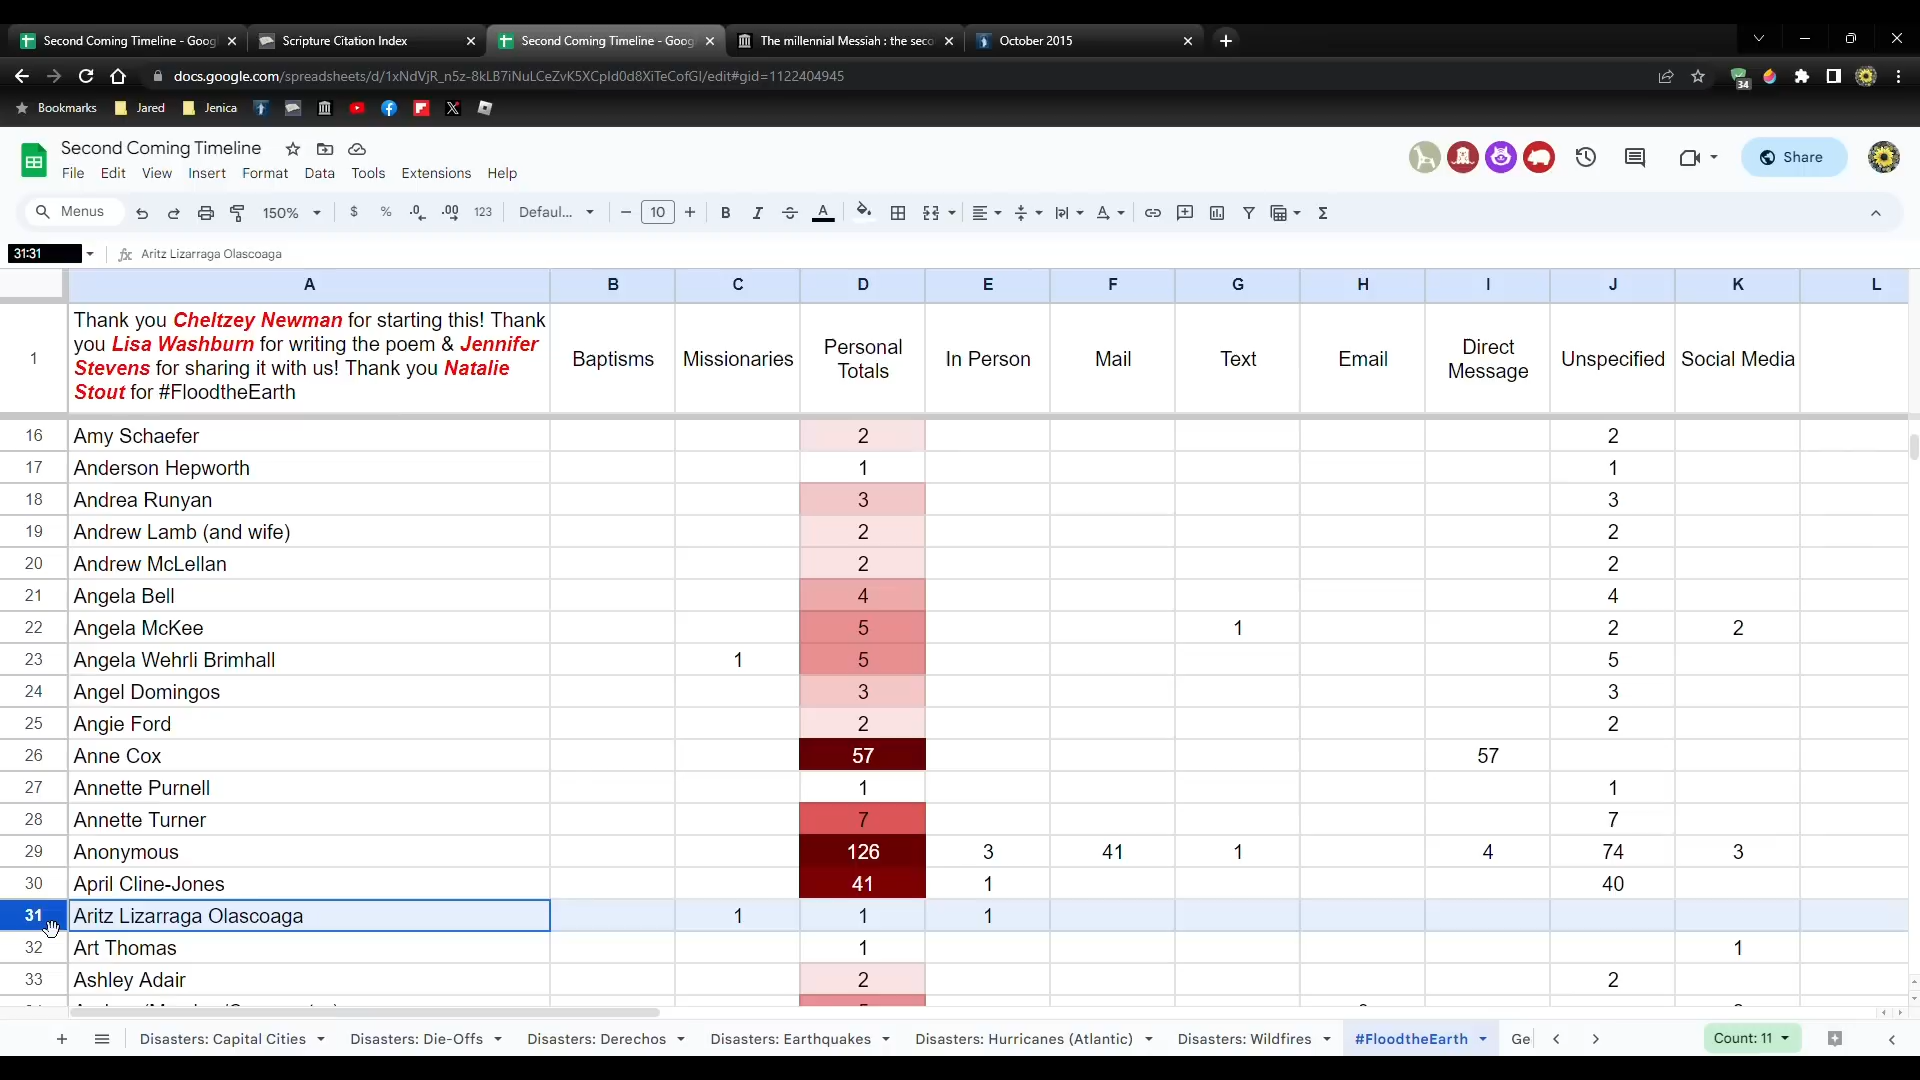 Second Coming Timeline - Goog
Scripture Citation Index
Second Coming Timeline - Goog
The millennial Messiah : the seco
October 2015
docs.google.com/spreadsheets/d/1xNdVjR_n5z-8kLB7iNuLCeZvK5XCpId0d8XiTeCofGI/edit#gid=1122404945
34
Bookmarks Jared Jenica
Second Coming Timeline
File Edit View Insert Format Data Tools Extensions Help
Share
Menus 150% $ % .0 .00 123 Defaul... 10 B I A
31:31 fx Aritz Lizarraga Olascoaga
A B C D E F G H I J K L
1
Thank you Cheltzey Newman for starting this! Thank
you Lisa Washburn for writing the poem & Jennifer
Stevens for sharing it with us! Thank you Natalie
Stout for #FloodtheEarth
Baptisms
Missionaries
Personal
Totals
In Person
Mail
Text
Email
Direct
Message
Unspecified
Social Media
16 Amy Schaefer 2 2
17 Anderson Hepworth 1 1
18 Andrea Runyan 3 3
19 Andrew Lamb (and wife) 2 2
20 Andrew McLellan 2 2
21 Angela Bell 4 4
22 Angela McKee 5 1 2 2
23 Angela Wehrli Brimhall 1 5 5
24 Angel Domingos 3 3
25 Angie Ford 2 2
26 Anne Cox 57 57
27 Annette Purnell 1 1
28 Annette Turner 7 7
29 Anonymous 126 3 41 1 4 74 3
30 April Cline-Jones 41 1 40
31 Aritz Lizarraga Olascoaga 1 1 1
32 Art Thomas 1 1
33 Ashley Adair 2 2
Disasters: Capital Cities Disasters: Die-Offs Disasters: Derechos Disasters: Earthquakes Disasters: Hurricanes (Atlantic) Disasters: Wildfires #FloodtheEarth Ge Count: 11